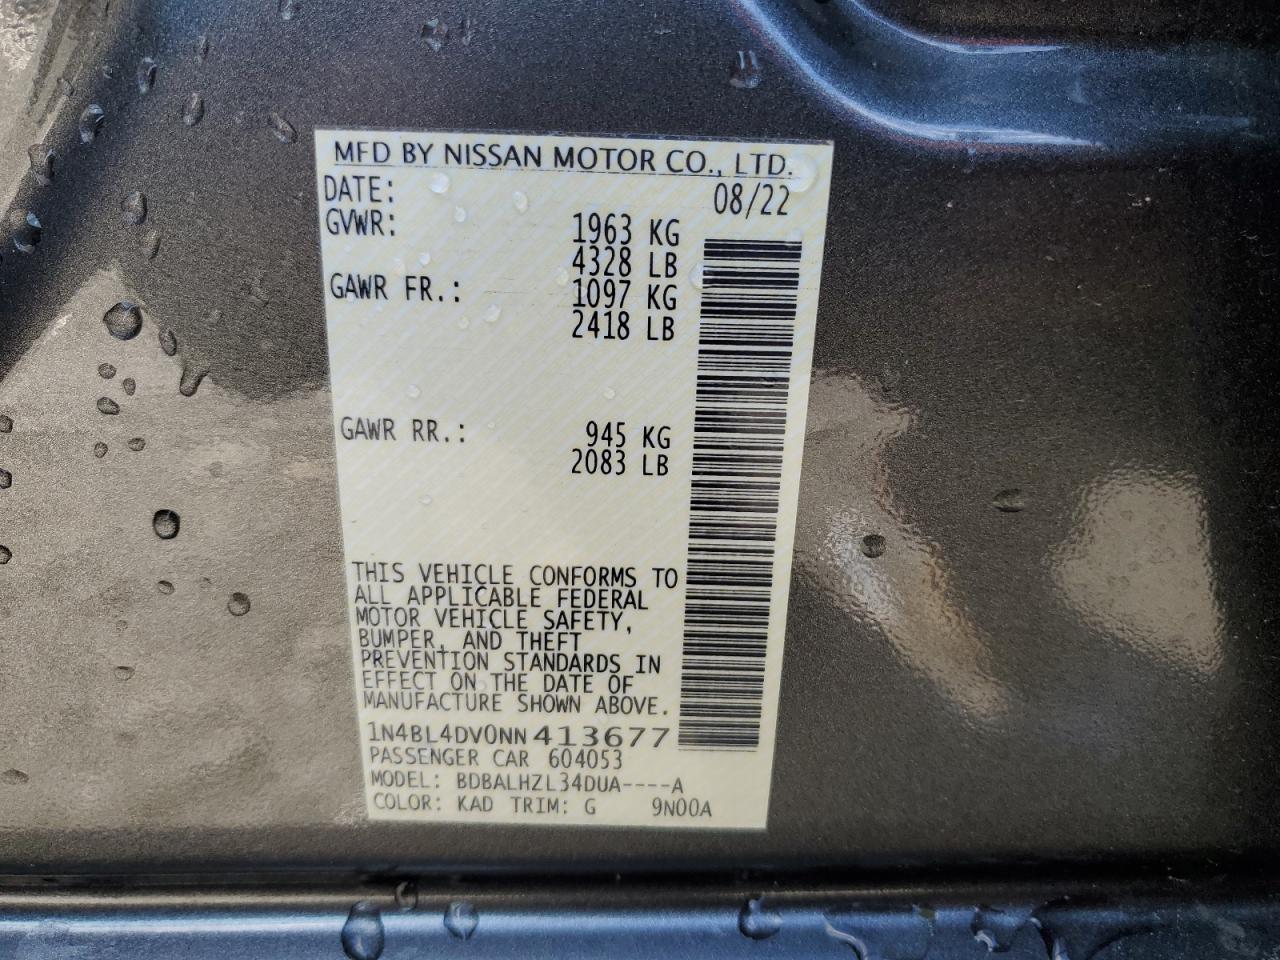 MFD BY NISSAN MOTOR CO., LTD.
DATE: 08/22
GVWR: 1963 KG
4328 LB
GAWR FR.: 1097 KG
2418 LB
GAWR RR.: 945 KG
2083 LB
THIS VEHICLE CONFORMS TO
ALL APPLICABLE FEDERAL
MOTOR VEHICLE SAFETY,
BUMPER, AND THEFT
PREVENTION STANDARDS IN
EFFECT ON THE DATE OF
MANUFACTURE SHOWN ABOVE.
1N4BL4DV0NN413677
PASSENGER CAR 604053
MODEL: BDBALHZL34DUA----A
COLOR: KAD TRIM: G 9N00A